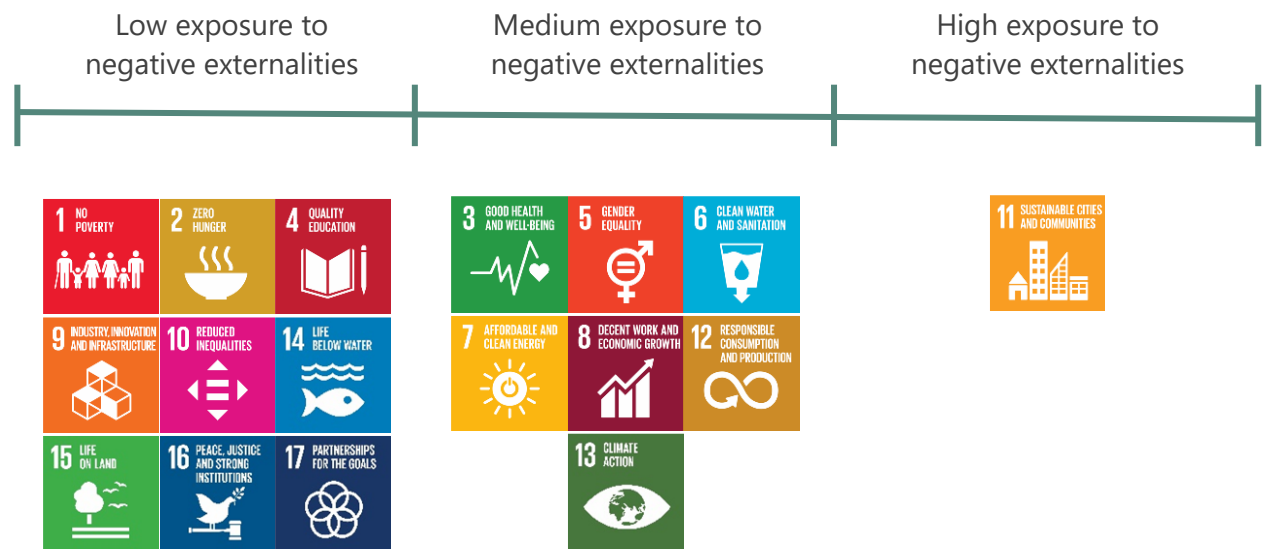 Low exposure to
negative externalities
Medium exposure to
negative externalities
High exposure to
negative externalities
1 NO
POVERTY
2 ZERO
HUNGER
4 QUALITY
EDUCATION
9 INDUSTRY, INNOVATION
AND INFRASTRUCTURE
10 REDUCED
INEQUALITIES
14 LIFE
BELOW WATER
15 LIFE
ON LAND
16 PEACE, JUSTICE
AND STRONG
INSTITUTIONS
17 PARTNERSHIPS
FOR THE GOALS
3 GOOD HEALTH
AND WELL-BEING
5 GENDER
EQUALITY
6 CLEAN WATER
AND SANITATION
7 AFFORDABLE AND
CLEAN ENERGY
8 DECENT WORK AND
ECONOMIC GROWTH
12 RESPONSIBLE
CONSUMPTION
AND PRODUCTION
13 CLIMATE
ACTION
11 SUSTAINABLE CITIES
AND COMMUNITIES